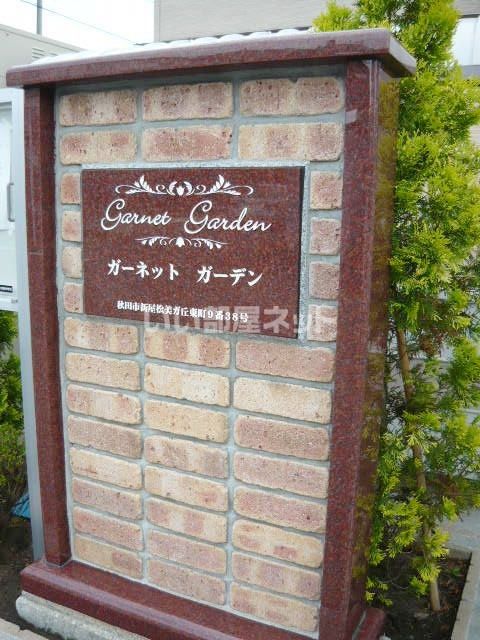 Garnet Garden
ガーネット ガーデン
秋田市新屋松美ガ丘東町9番38号
いい部屋ネット